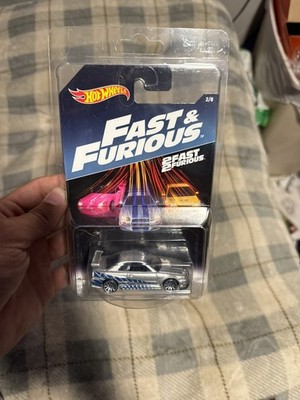 Hot Wheels
2/8
FAST &
FURIOUS
2 FAST
2 FURIOUS